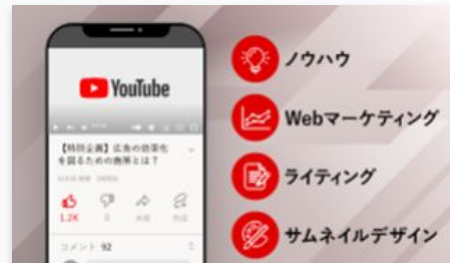 YouTube
【特別企画】広告の効率化
を図るための施策とは？
1.2K
0
共有
コメント 92
ノウハウ
Webマーケティング
ライティング
サムネイルデザイン